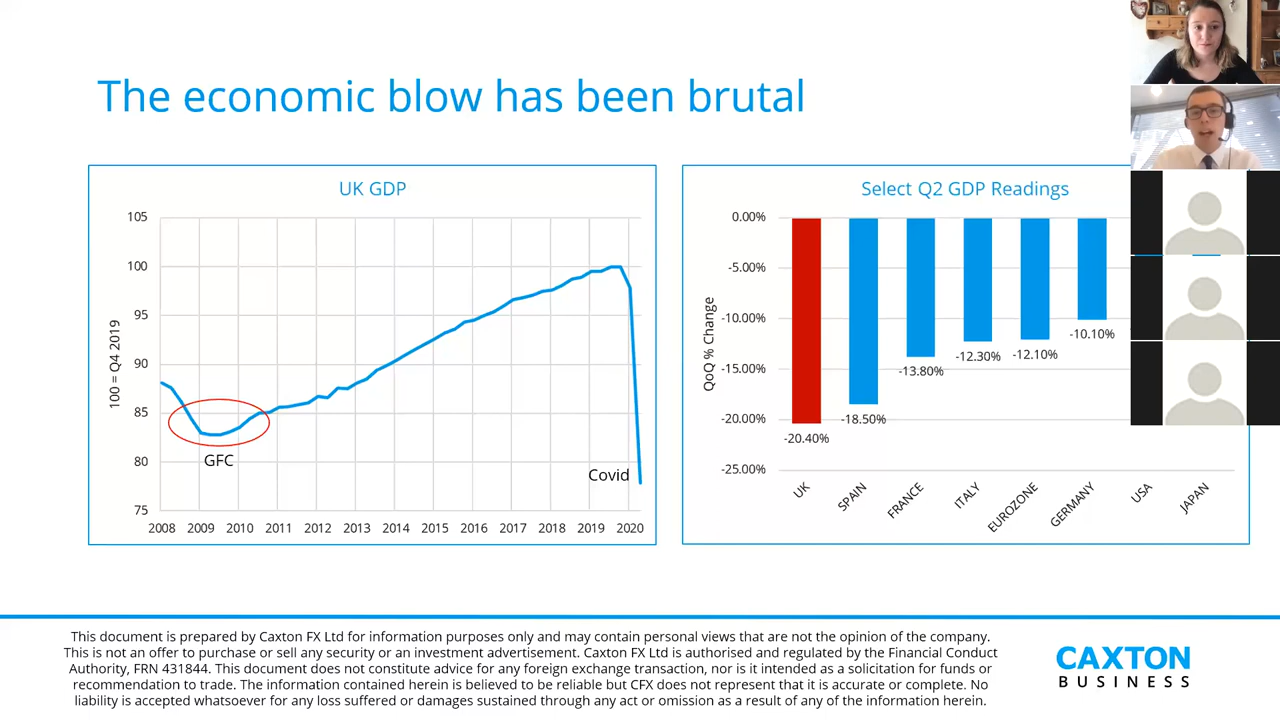 The economic blow has been brutal
UK GDP
100 = Q4 2019
105
100
95
90
85
80
75
GFC
Covid
2008 2009 2010 2011 2012 2013 2014 2015 2016 2017 2018 2019 2020
Select Q2 GDP Readings
QoQ % Change
0.00%
-5.00%
-10.00%
-15.00%
-20.00%
-25.00%
-20.40%
-18.50%
-13.80%
-12.30%
-12.10%
-10.10%
UK SPAIN FRANCE ITALY EUROZONE GERMANY USA JAPAN
This document is prepared by Caxton FX Ltd for information purposes only and may contain personal views that are not the opinion of the company.
This is not an offer to purchase or sell any security or an investment advertisement. Caxton FX Ltd is authorised and regulated by the Financial Conduct
Authority, FRN 431844. This document does not constitute advice for any foreign exchange transaction, nor is it intended as a solicitation for funds or
recommendation to trade. The information contained herein is believed to be reliable but CFX does not represent that it is accurate or complete. No
liability is accepted whatsoever for any loss suffered or damages sustained through any act or omission as a result of any of the information herein.
CAXTON
BUSINESS